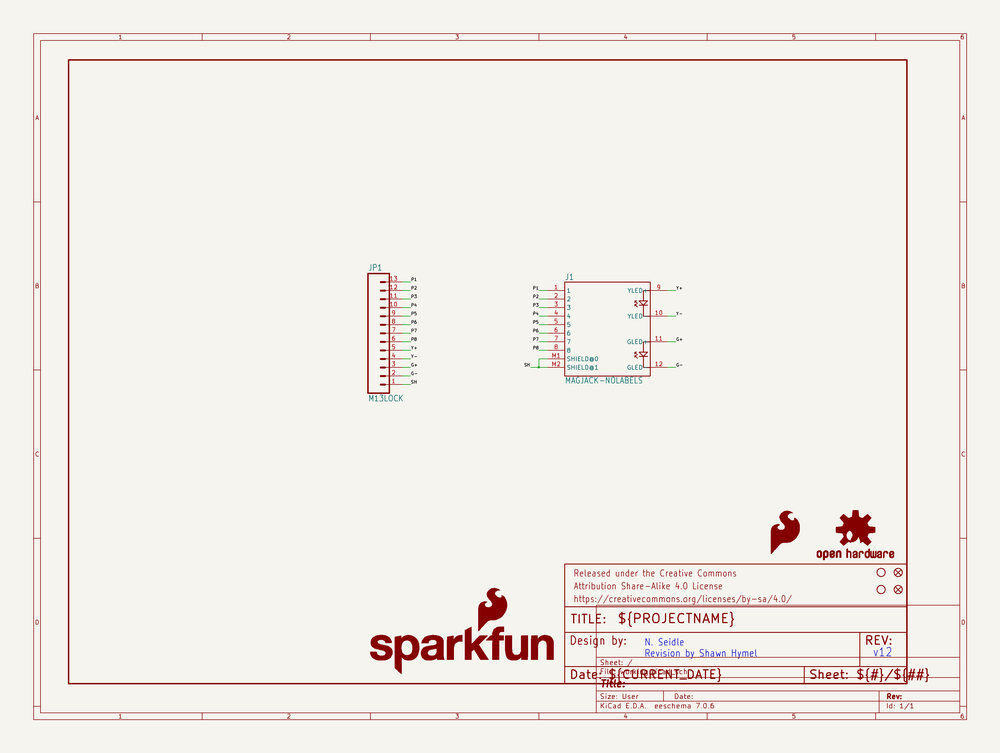 1 2 3 4 5 6
A A
B B
C C
D D
JP1
13 P1
12 P2
11 P3
10 P4
9 P5
8 P6
7 P7
6 P8
5 Y+
4 Y-
3 G+
2 G-
1 SH
M13LOCK
J1
P1 1 1 YLED 9 Y+
P2 2 2
P3 3 3
P4 4 4 YLED 10 Y-
P5 5 5
P6 6 6
P7 7 7 GLED 11 G+
P8 8 8
M1 SHIELD@0
SH M2 SHIELD@1 GLED 12 G-
MAGJACK-NOLABELS
open hardware
sparkfun
Released under the Creative Commons
Attribution Share-Alike 4.0 License
https://creativecommons.org/licenses/by-sa/4.0/
TITLE: ${PROJECTNAME}
Design by: N. Seidle
Revision by Shawn Hymel
REV:
v12
Sheet: /
Date: ${CURRENT_DATE} Sheet: ${#}/${##}
Title:
Size: User Date: Rev:
KiCad E.D.A. eeschema 7.0.6 Id: 1/1
1 2 3 4 5 6